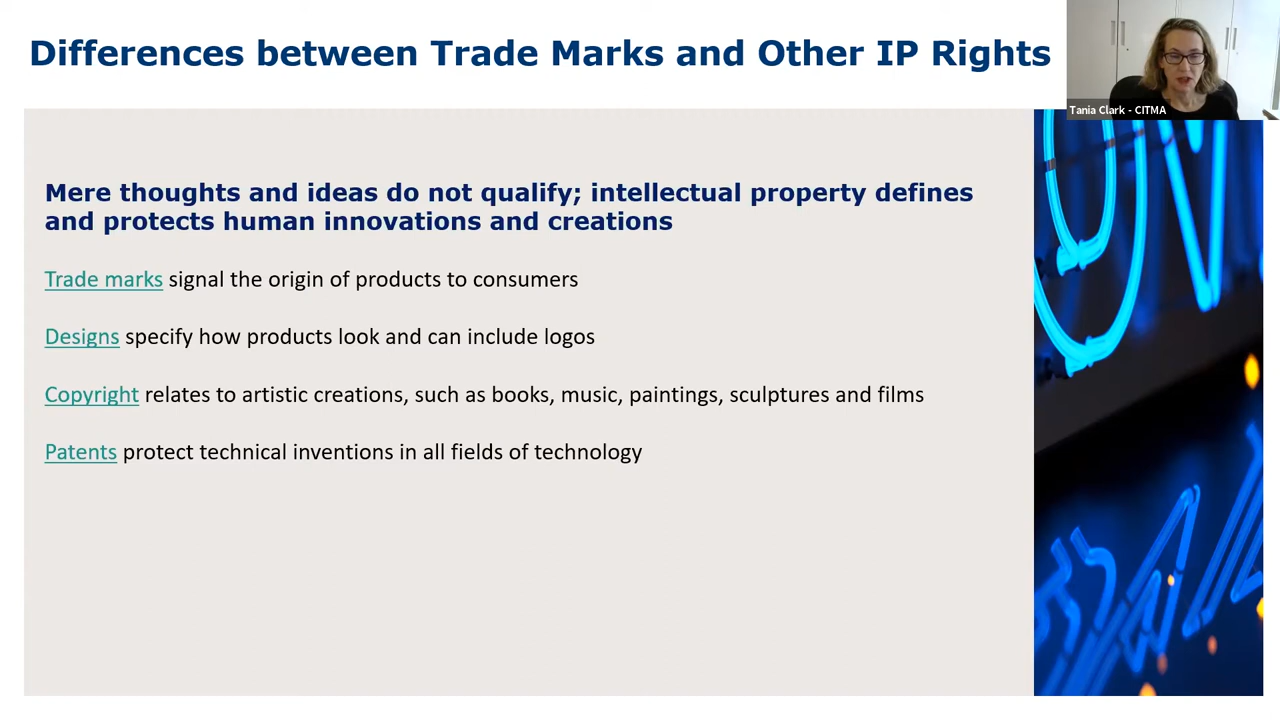 Differences between Trade Marks and Other IP Rights
Tania Clark - CITMA
Mere thoughts and ideas do not qualify; intellectual property defines
and protects human innovations and creations
Trade marks signal the origin of products to consumers
Designs specify how products look and can include logos
Copyright relates to artistic creations, such as books, music, paintings, sculptures and films
Patents protect technical inventions in all fields of technology